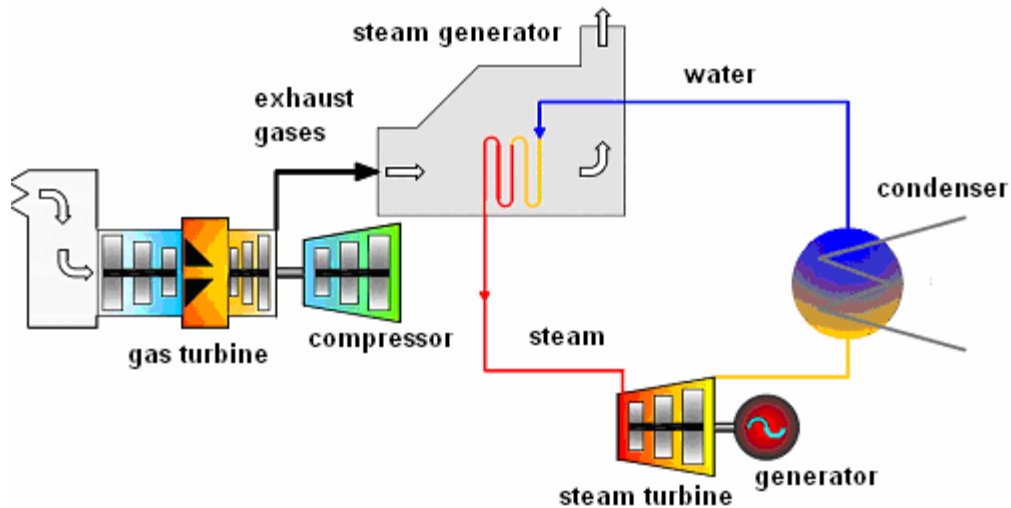 steam generator
water
exhaust
gases
condenser
compressor
steam
gas turbine
generator
steam turbine